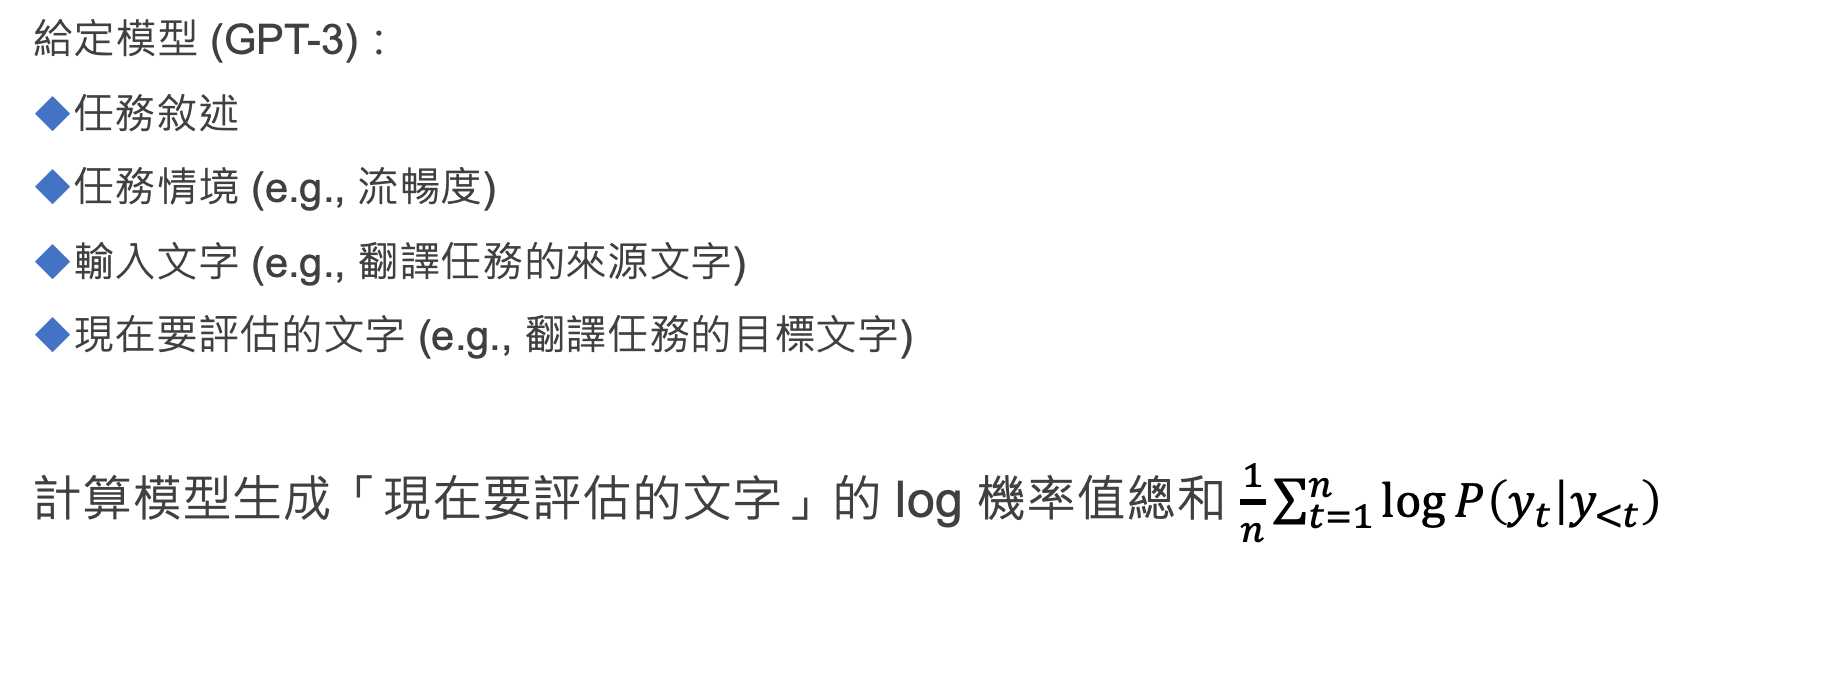 給定模型 (GPT-3)：
◆任務敘述
◆任務情境 (e.g., 流暢度)
◆輸入文字 (e.g., 翻譯任務的來源文字)
◆現在要評估的文字 (e.g., 翻譯任務的目標文字)
計算模型生成「現在要評估的文字」的 log 機率值總和 $\frac{1}{n}\sum_{t=1}^{n} \log P(y_t|y_{<t})$